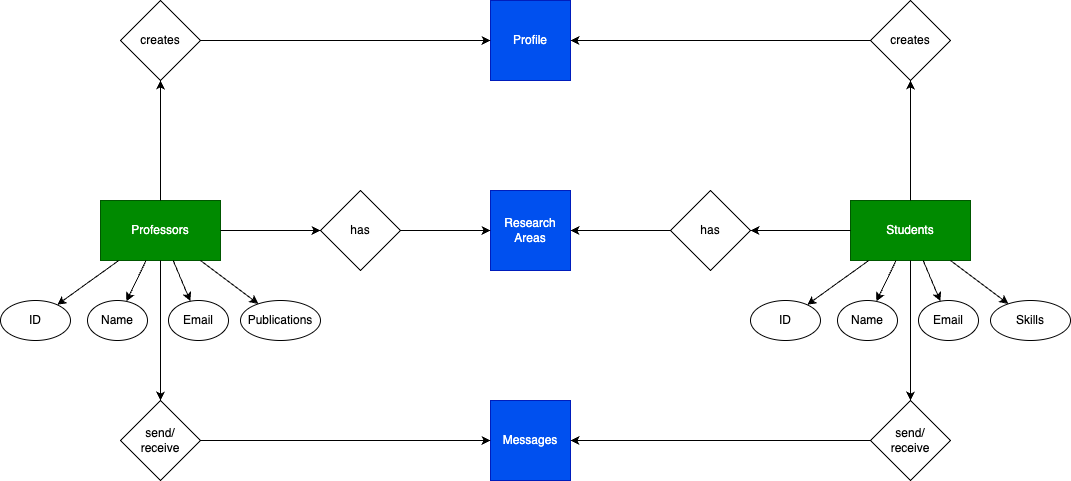 creates
Profile
creates
Professors
has
Research
Areas
has
Students
ID
Name
Email
Publications
ID
Name
Email
Skills
send/
receive
Messages
send/
receive